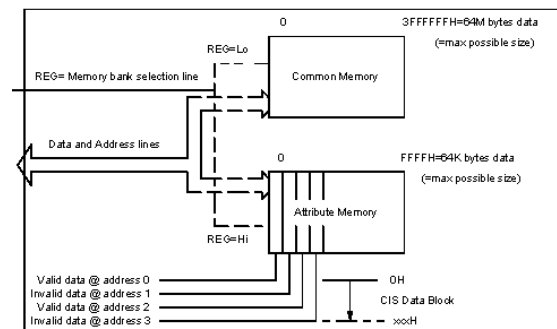 0
3FFFFFFH=64M bytes data
(=max possible size)
REG=Lo
Common Memory
REG= Memory bank selection line
Data and Address lines
0
FFFFH=64K bytes data
(=max possible size)
Attribute Memory
REG=Hi
Valid data @ address 0
Invalid data @ address 1
Valid data @ address 2
Invalid data @ address 3
0H
CIS Data Block
xxxH